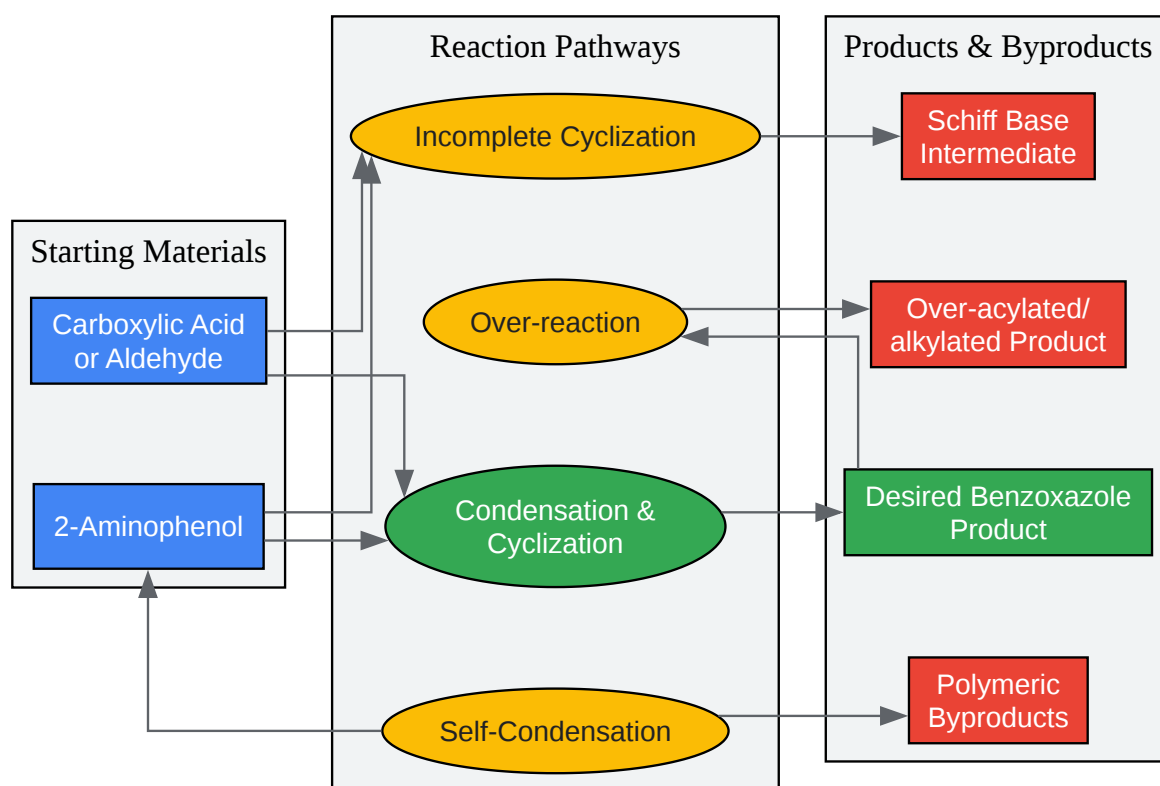 Starting Materials
Carboxylic Acid
or Aldehyde
2-Aminophenol
Reaction Pathways
Incomplete Cyclization
Over-reaction
Condensation &
Cyclization
Self-Condensation
Products & Byproducts
Schiff Base
Intermediate
Over-acylated/
alkylated Product
Desired Benzoxazole
Product
Polymeric
Byproducts